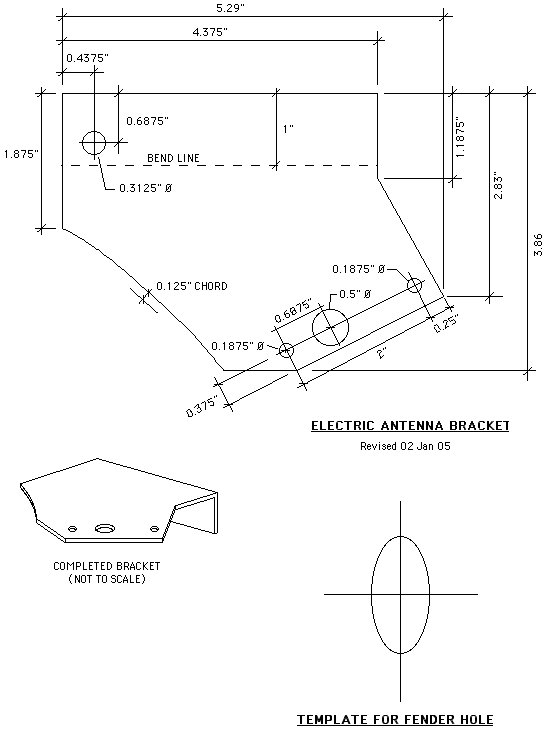 5.29"
4.375"
0.4375"
0.6875"
1"
1.875"
BEND LINE
0.3125" Ø
1.1875"
2.83"
3.86
0.125" CHORD
0.1875" Ø
0.5" Ø
0.6875"
0.1875" Ø
0.25"
2"
0.375"
ELECTRIC ANTENNA BRACKET
Revised 02 Jan 05
COMPLETED BRACKET
(NOT TO SCALE)
TEMPLATE FOR FENDER HOLE